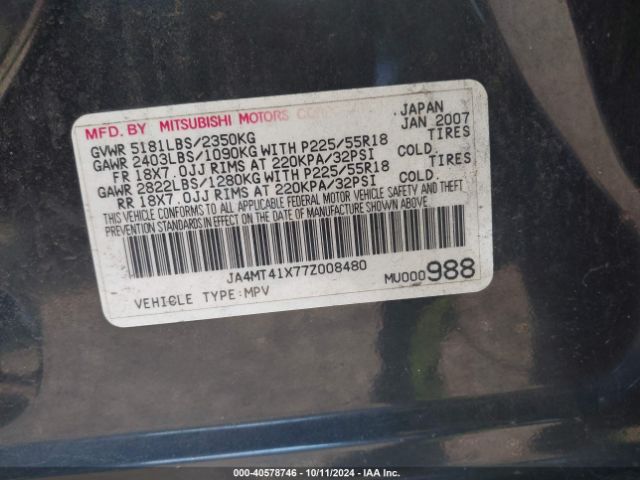 MFD. BY MITSUBISHI MOTORS CORPORATION JAPAN
GVWR 5181LBS/2350KG JAN 2007
GAWR 2403LBS/1090KG WITH P225/55R18 TIRES
FR 18X7.0JJ RIMS AT 220KPA/32PSI COLD.
GAWR 2822LBS/1280KG WITH P225/55R18 TIRES
RR 18X7.0JJ RIMS AT 220KPA/32PSI COLD.
THIS VEHICLE CONFORMS TO ALL APPLICABLE FEDERAL MOTOR VEHICLE SAFETY AND THEFT
PREVENTION STANDARDS IN EFFECT ON THE DATE OF MANUFACTURE SHOWN ABOVE.
JA4MT41X77Z008480
VEHICLE TYPE:MPV MU000988
000-40578746 - 10/11/2024 - IAA Inc.